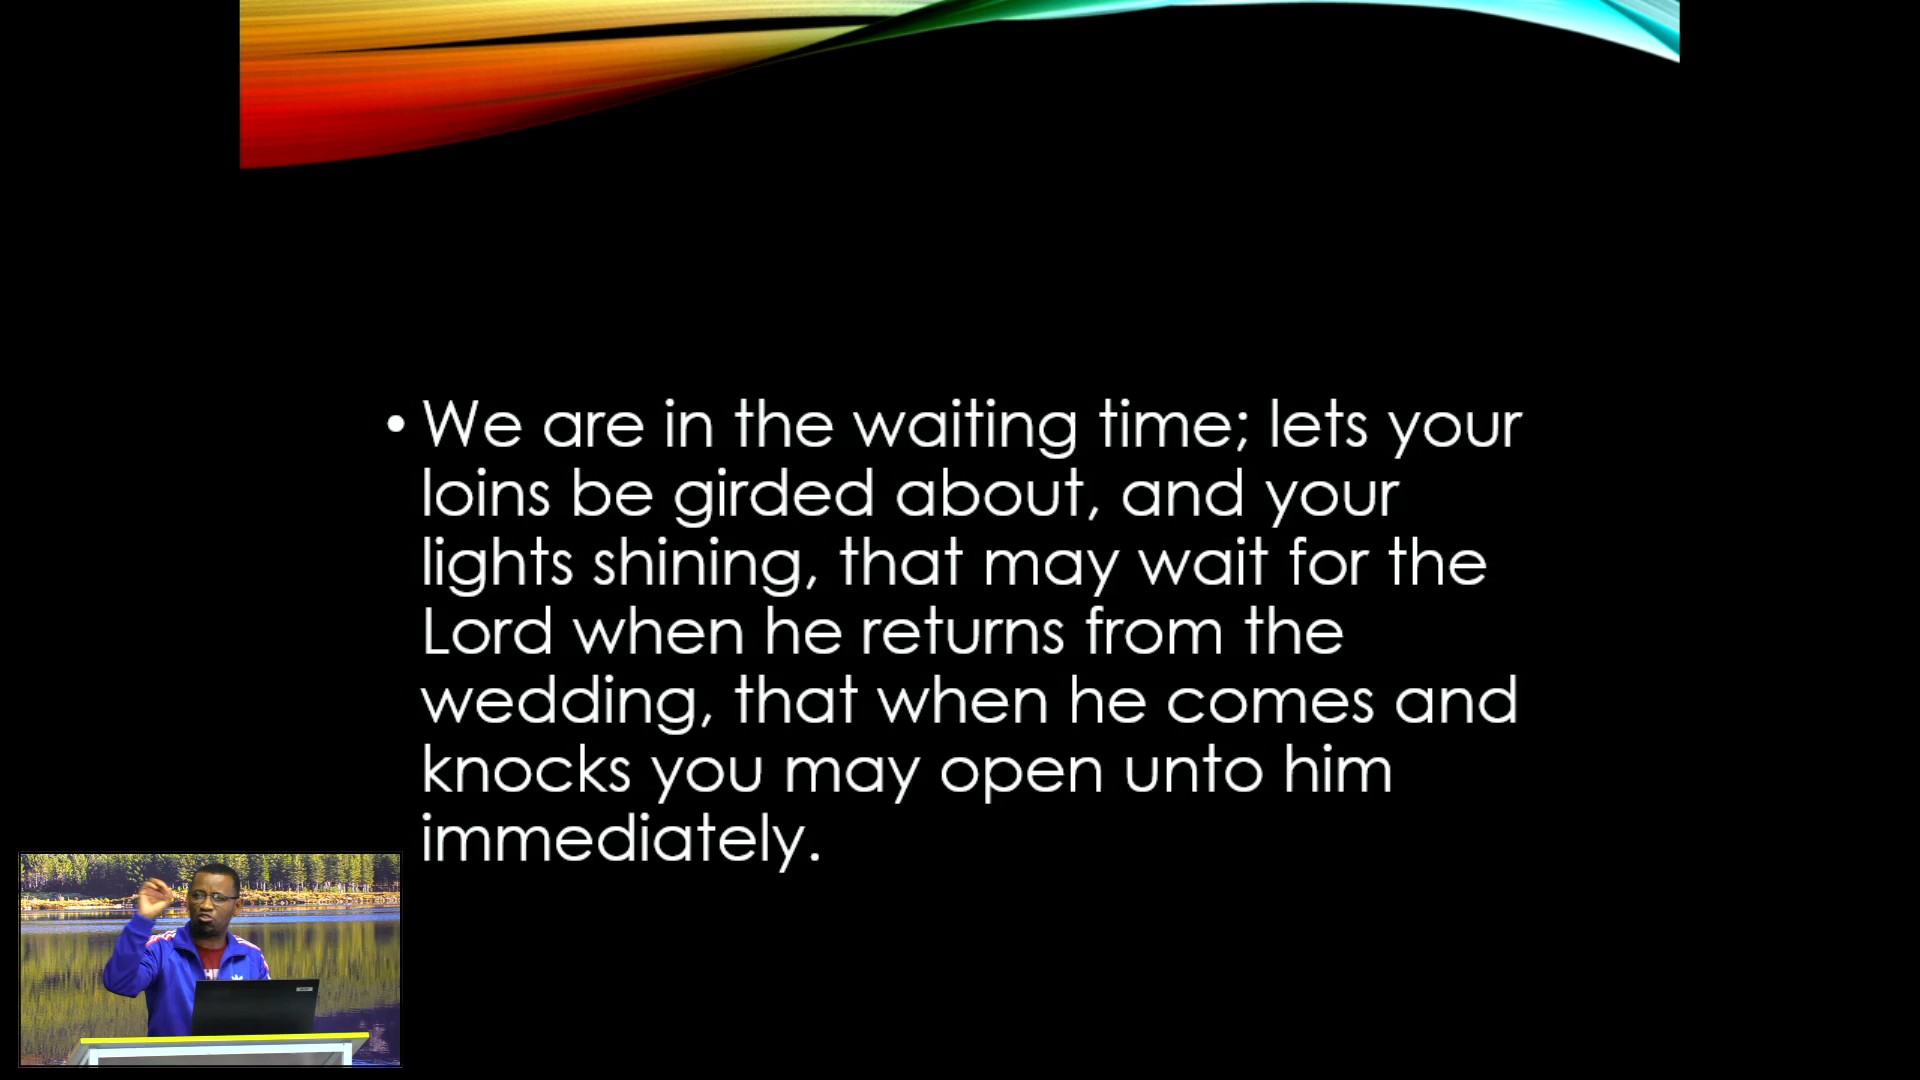 • We are in the waiting time; lets your
loins be girded about, and your
lights shining, that may wait for the
Lord when he returns from the
wedding, that when he comes and
knocks you may open unto him
immediately.